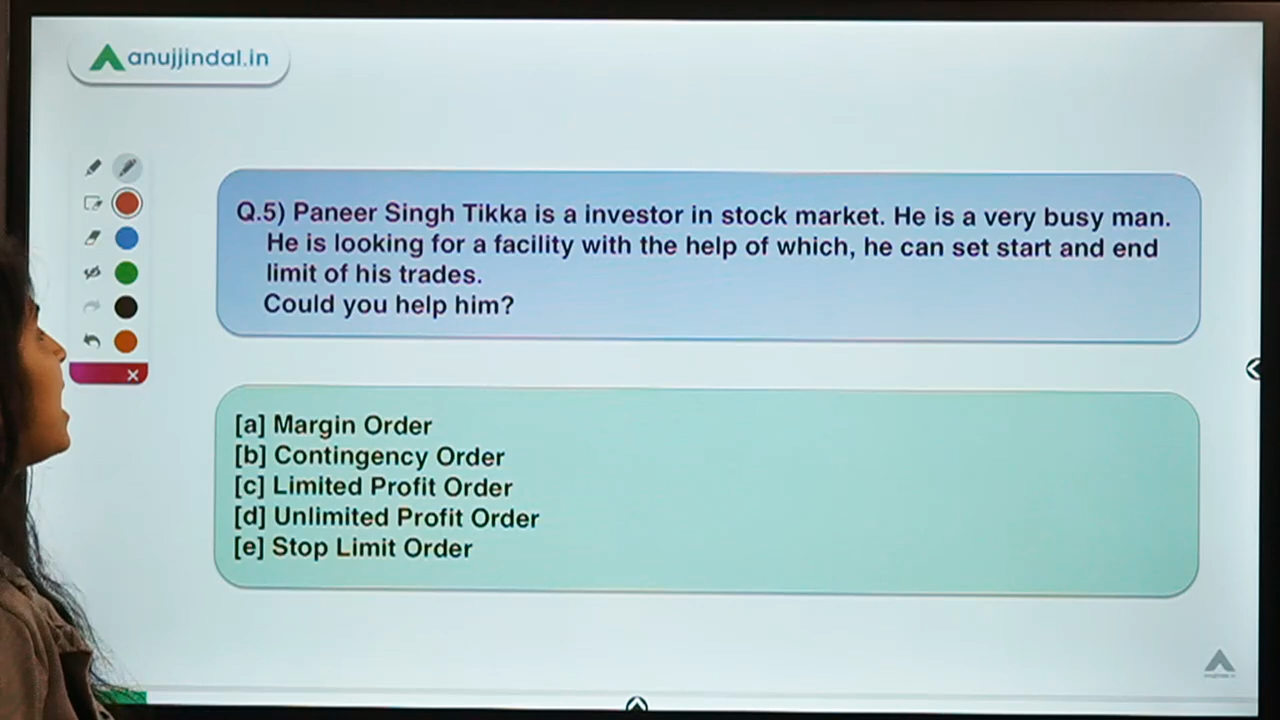 anujjindal.in
Q.5) Paneer Singh Tikka is a investor in stock market. He is a very busy man.
He is looking for a facility with the help of which, he can set start and end
limit of his trades.
Could you help him?
[a] Margin Order
[b] Contingency Order
[c] Limited Profit Order
[d] Unlimited Profit Order
[e] Stop Limit Order